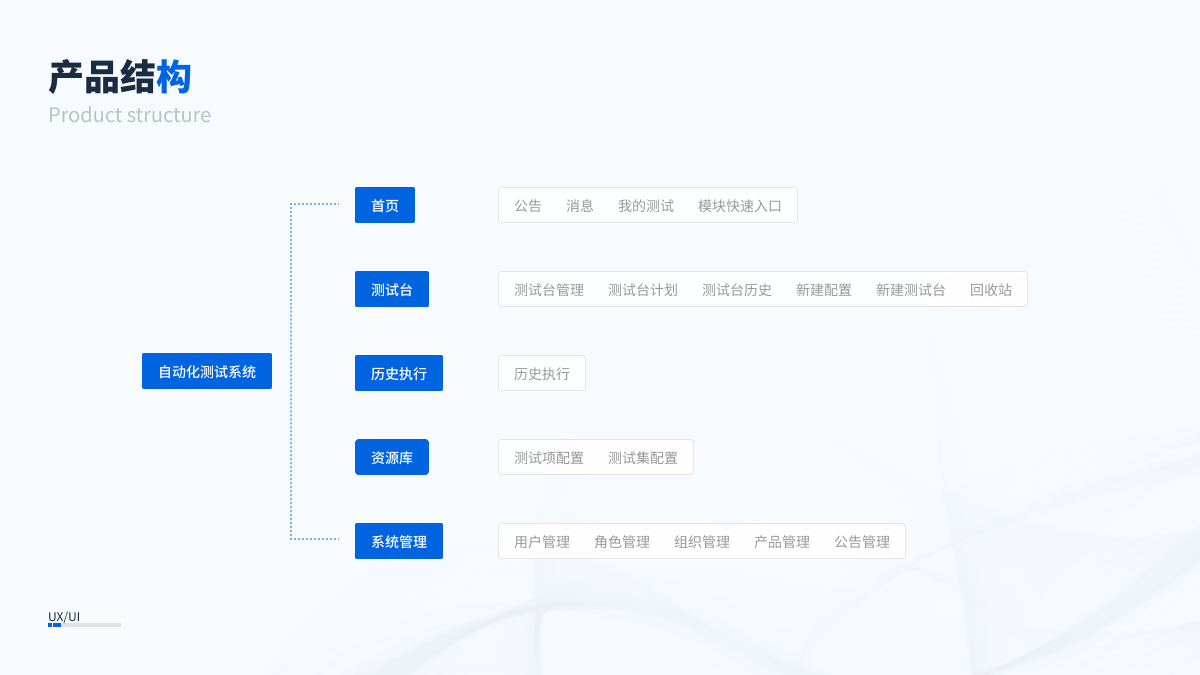 产品结构
Product structure
首页
公告 消息 我的测试 模块快速入口
测试台
测试台管理 测试台计划 测试台历史 新建配置 新建测试台 回收站
自动化测试系统
历史执行
历史执行
资源库
测试项配置 测试集配置
系统管理
用户管理 角色管理 组织管理 产品管理 公告管理
UX/UI